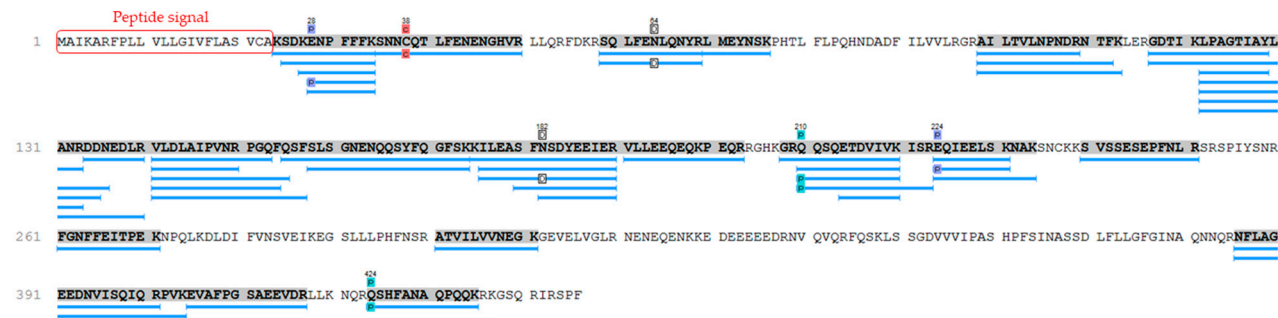 Peptide signal
28 38 64
p p D
1 MAIKARFPLL VLLGIVFLAS VCAKSDKENP FFFKSNNCQT LFENENGHVR LLQRFDKRSQ LFENLQNYRL MEYNSKPHTL FLPQHNDADF ILVVLRGRAI LTVLNPNDRN TFKLERGDTI KLPAGTIAYL
p D
p
182 210 224
D p p
131 ANRDDNEDLR VLDLAIPVNR PGQFQSFSLS GNENQQSYFQ GFSKKILEAS FNSDYEEIER VLLEEQEQKP EQRRGHKGRQ QSQETDVIVK ISREQIEELS KNAKSNCKKS VSSESEPFNL RSRSPIYSNR
p
D p
p
261 FGNFFEITPE KNPQLKDLDI FVNSVEIKEG SLLLPHFNSR ATVILVVNEG KGEVELVGLR NENEQENKKE DEEEEEDRNV QVQRFQSKLS SGDVVVIPAS HPFSINASSD LFLLGFGINA QNNQRNFLAG
424
p
391 EEDNVISQIQ RPVKEVAFPG SAEEVDRLLK NQRQSHFANA QPQQKRKGSQ RIRSPF
p